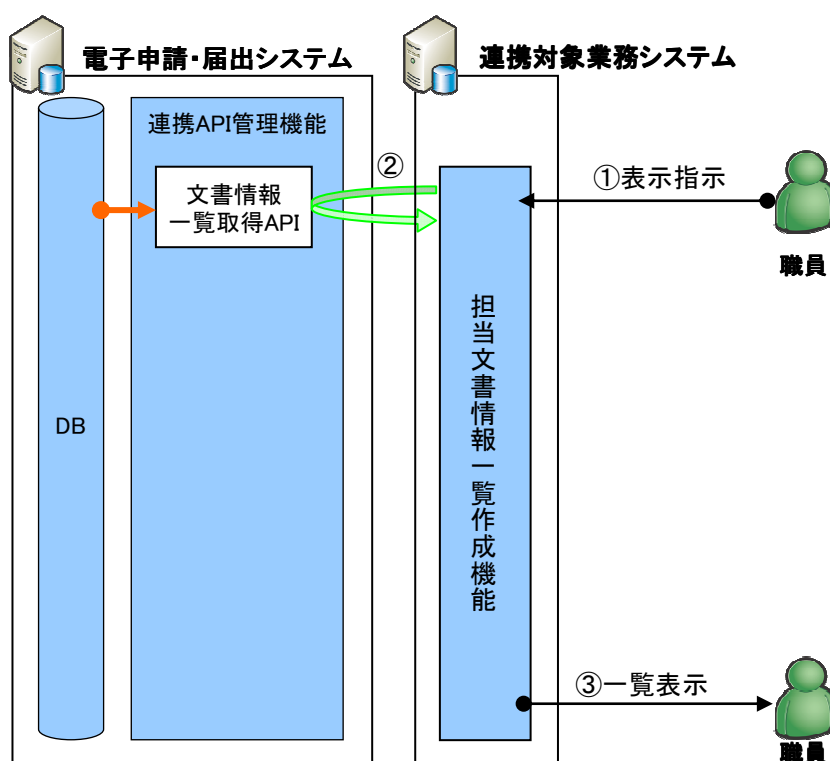 電子申請・届出システム
連携対象業務システム
連携API管理機能
文書情報
一覧取得API
②
①表示指示
職員
DB
担当文書情報一覧作成機能
③一覧表示
職員